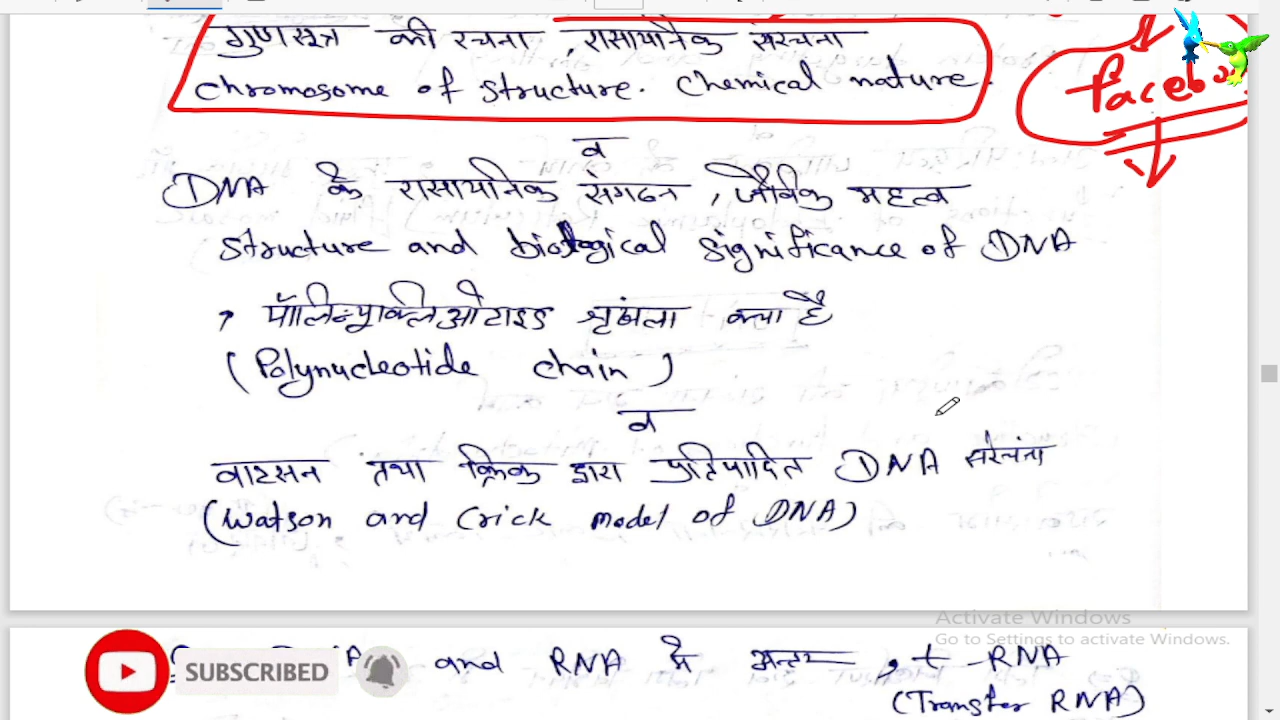 गुणसूत्र की रचना , रासायनिक संरचना
chromosome of structure. Chemical nature.
faceboo
व
DNA के रासायनिक संगठन , जैविक महत्व
structure and biological significance of DNA
, पॉलिन्यूक्लिओटाइड श्रृंखला क्या है
(Polynucleotide chain)
व
वाटसन तथा क्रिक द्वारा प्रतिपादित DNA संरचना
(Watson and Crick model of DNA)
Activate Windows
Go to Settings to activate Windows.
and RNA में अन्तर , t-RNA
(Transfer RNA)
SUBSCRIBED